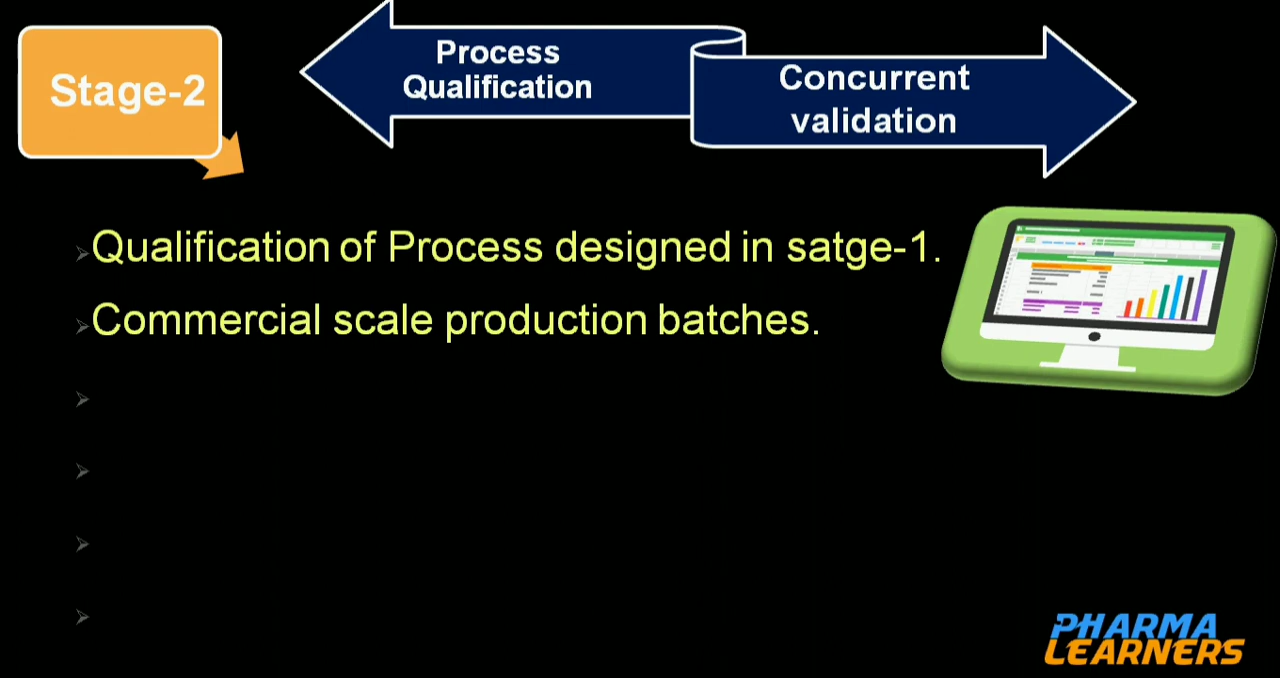 Stage-2
Process
Qualification
Concurrent
validation
Qualification of Process designed in satge-1.
Commercial scale production batches.
PHARMA
LEARNERS